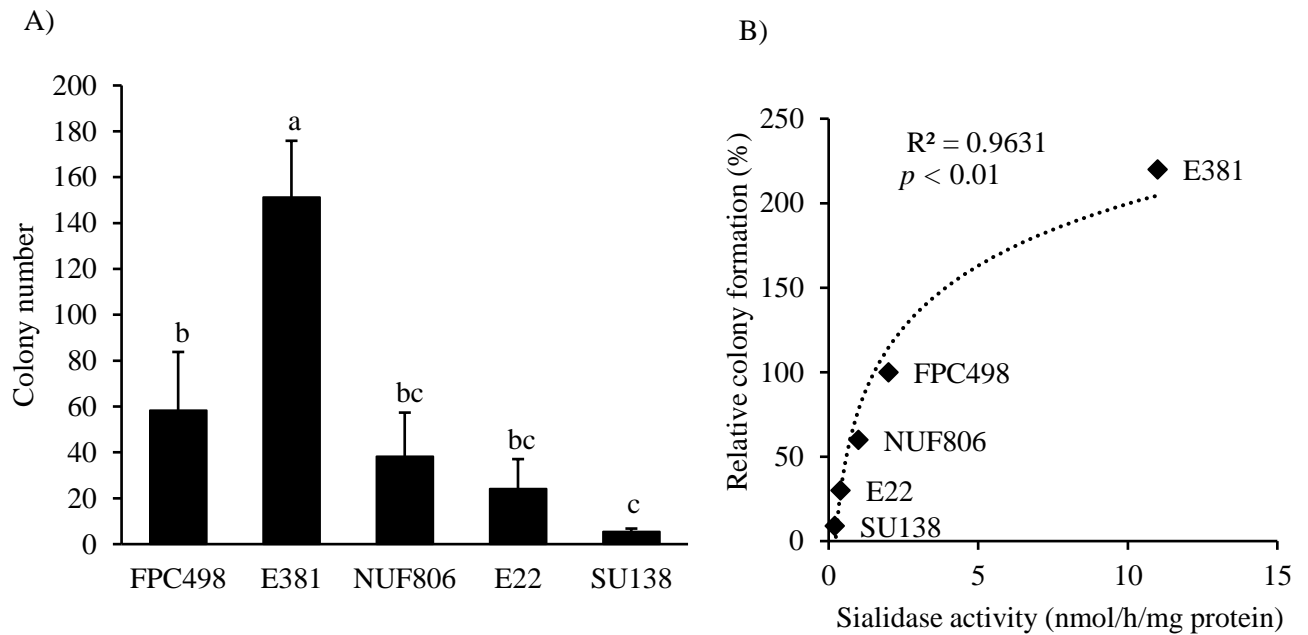 A)
Colony number
200
180
160
140
120
100
80
60
40
20
0
b
a
bc
bc
c
FPC498 E381 NUF806 E22 SU138
B)
Relative colony formation (%)
250
200
150
100
50
0
R² = 0.9631
p < 0.01
E381
FPC498
NUF806
E22
SU138
0 5 10 15
Sialidase activity (nmol/h/mg protein)